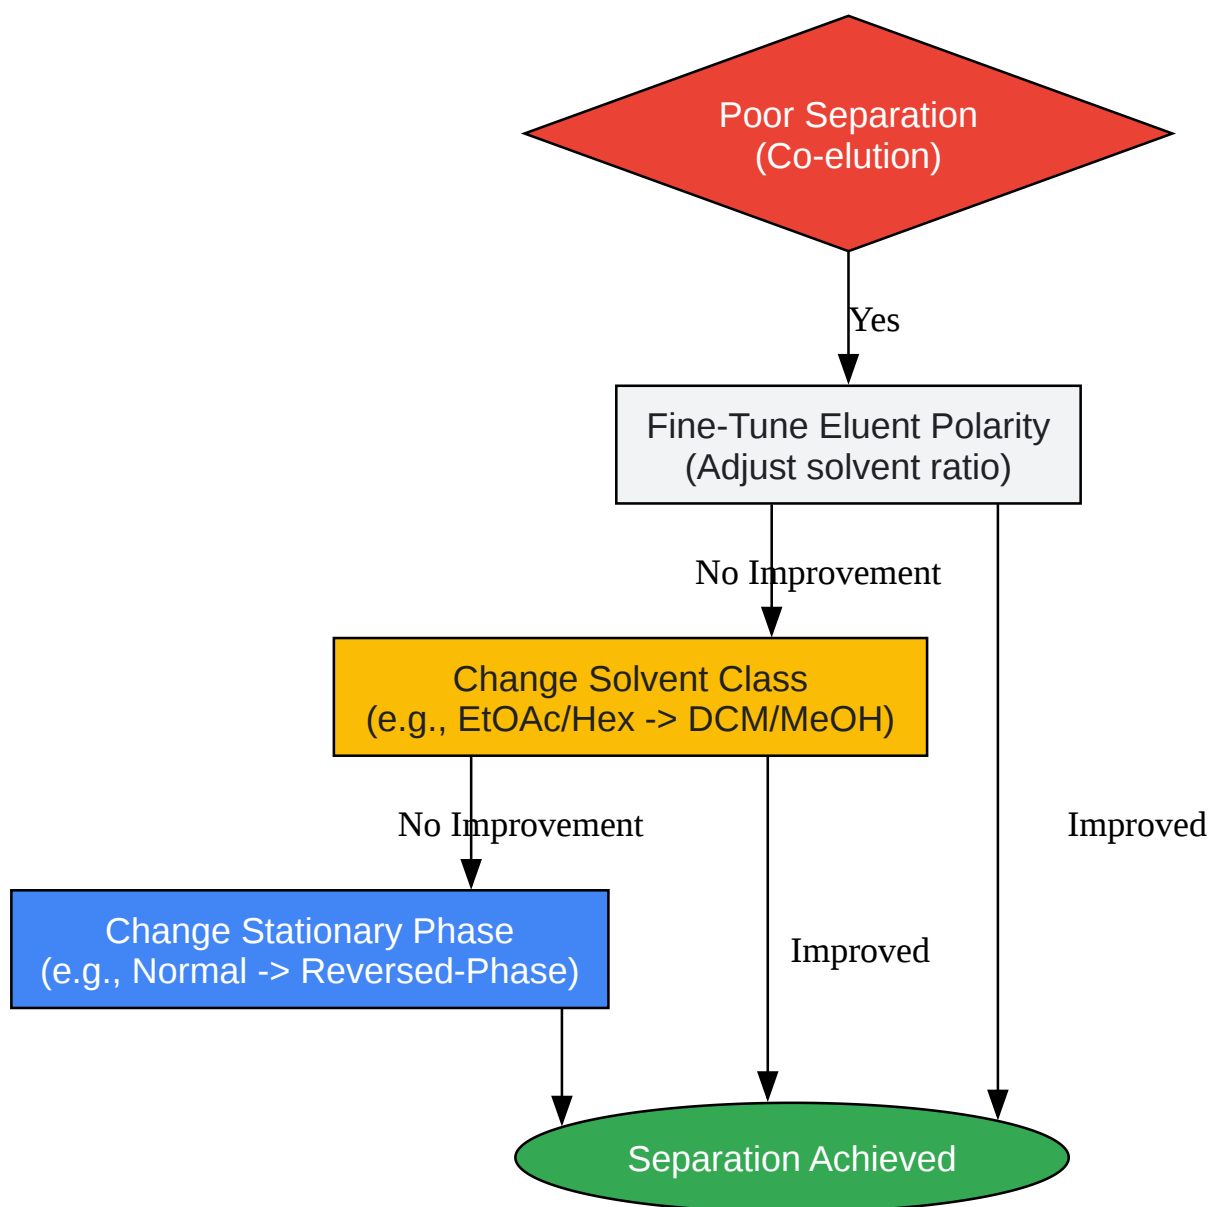 Poor Separation
(Co-elution)
Yes
Fine-Tune Eluent Polarity
(Adjust solvent ratio)
No Improvement
Change Solvent Class
(e.g., EtOAc/Hex -> DCM/MeOH)
No Improvement
Improved
Change Stationary Phase
(e.g., Normal -> Reversed-Phase)
Improved
Separation Achieved